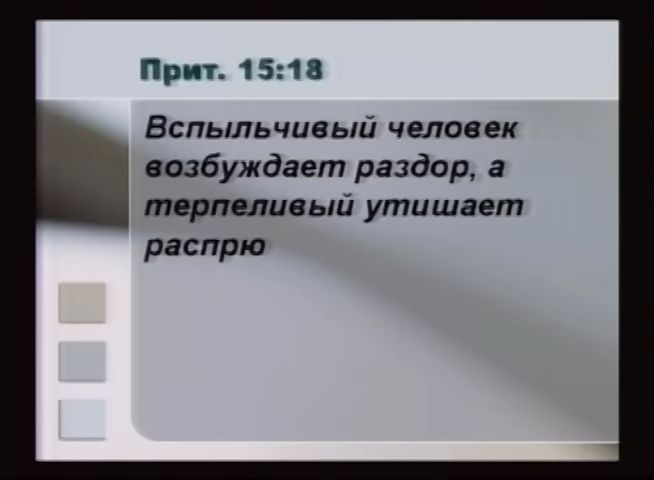 Прит. 15:18
Вспыльчивый человек
возбуждает раздор, а
терпеливый утишает
распрю